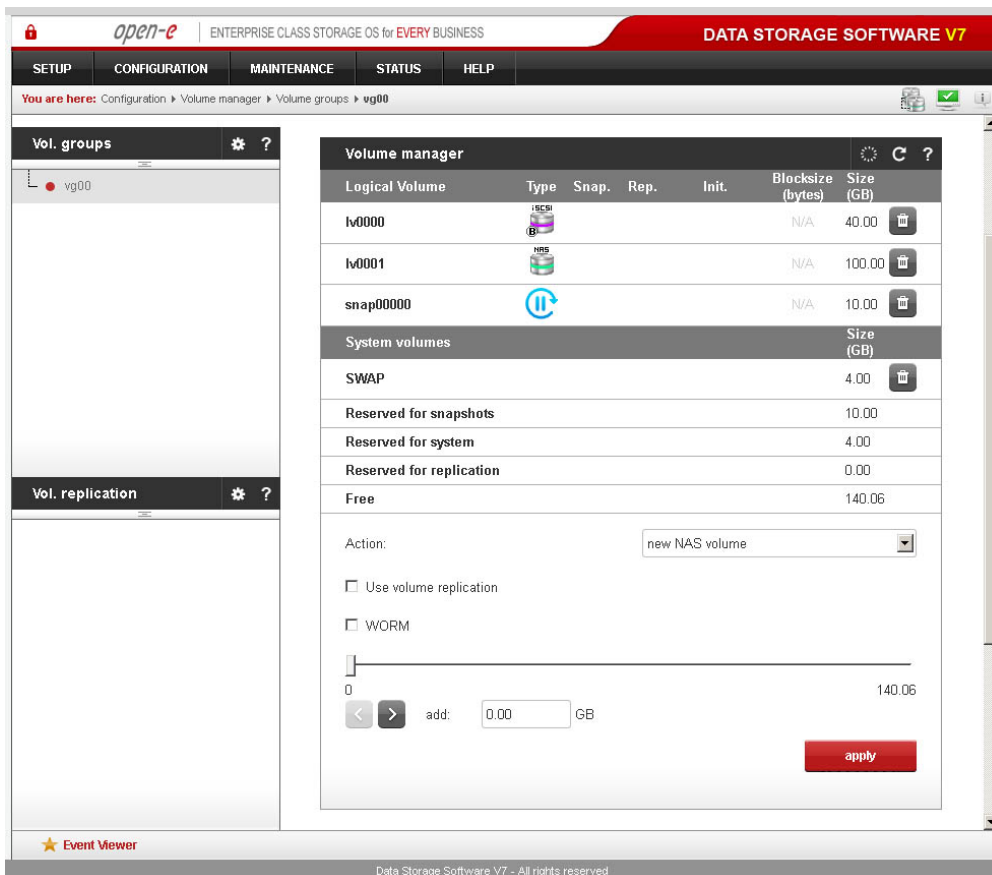 open-e ENTERPRISE CLASS STORAGE OS for EVERY BUSINESS DATA STORAGE SOFTWARE V7
SETUP CONFIGURATION MAINTENANCE STATUS HELP
You are here: Configuration Volume manager Volume groups vg00
Vol. groups ?
vg00
Vol. replication ?
Volume manager ?
Logical Volume Type Snap. Rep. Init. Blocksize (bytes) Size (GB)
lv0000 iSCSI B N/A 40.00
lv0001 NAS N/A 100.00
snap00000 N/A 10.00
System volumes Size (GB)
SWAP 4.00
Reserved for snapshots 10.00
Reserved for system 4.00
Reserved for replication 0.00
Free 140.06
Action: new NAS volume
Use volume replication
WORM
0 140.06
add: 0.00 GB
apply
Event Viewer
Data Storage Software V7 - All rights reserved